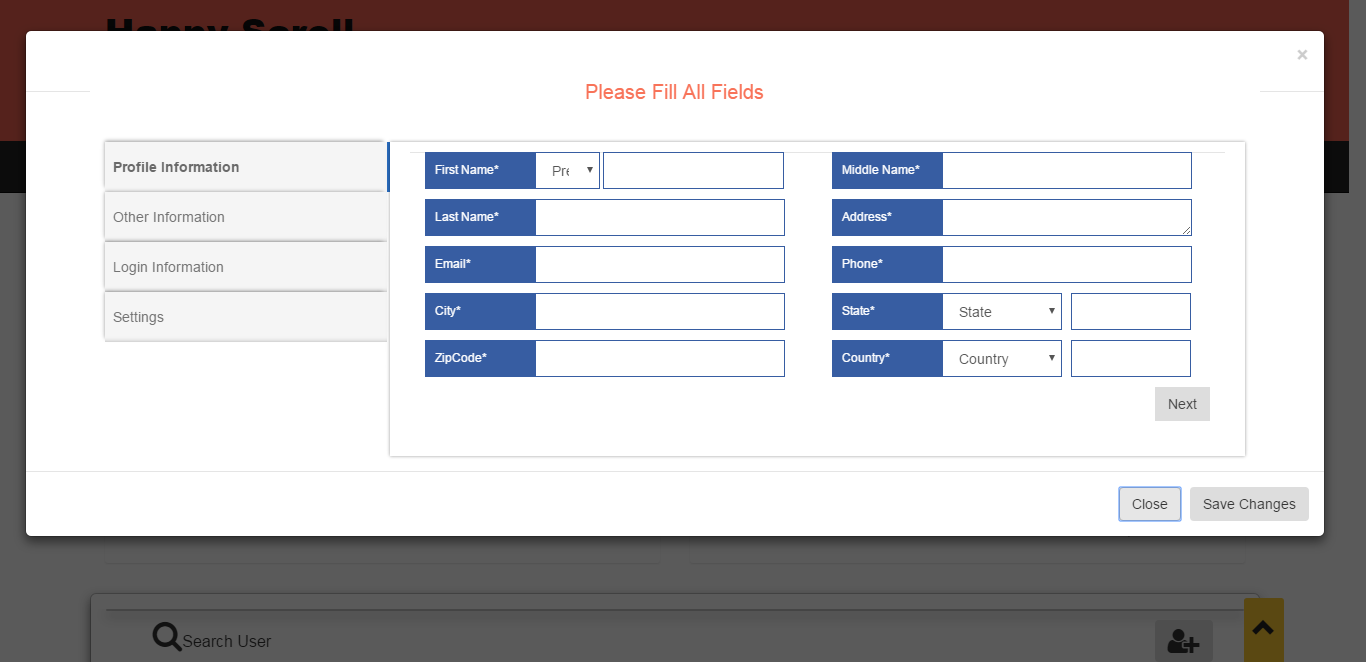 Happy Scroll
×
Please Fill All Fields
Profile Information
Other Information
Login Information
Settings
First Name* Pre
Middle Name*
Last Name*
Address*
Email*
Phone*
City*
State* State
ZipCode*
Country* Country
Next
Close Save Changes
Search User